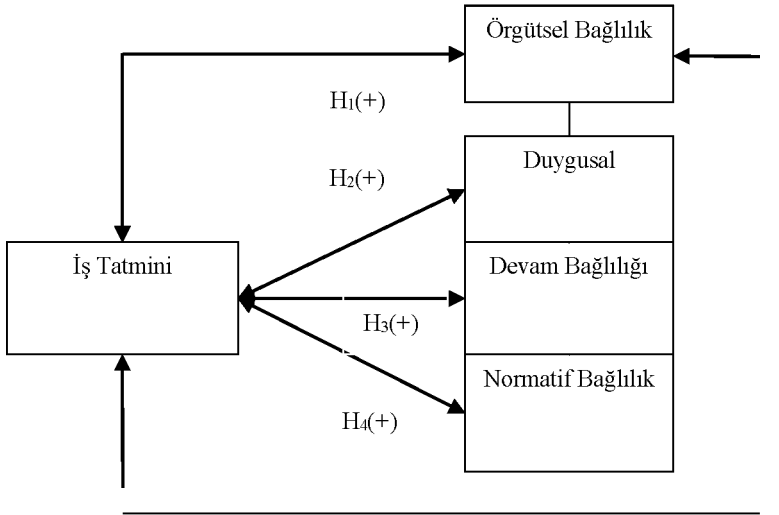 Örgütsel Bağlılık
H₁(+)
Duygusal
H₂(+)
İş Tatmini
Devam Bağlılığı
H₃(+)
Normatif Bağlılık
H₄(+)